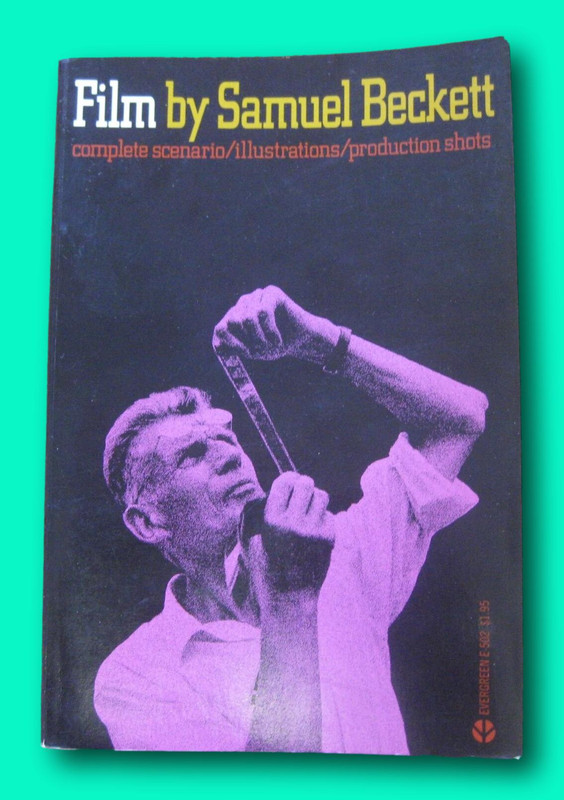 Film by Samuel Beckett
complete scenario/illustrations/production shots
EVERGREEN E-502 $1.95